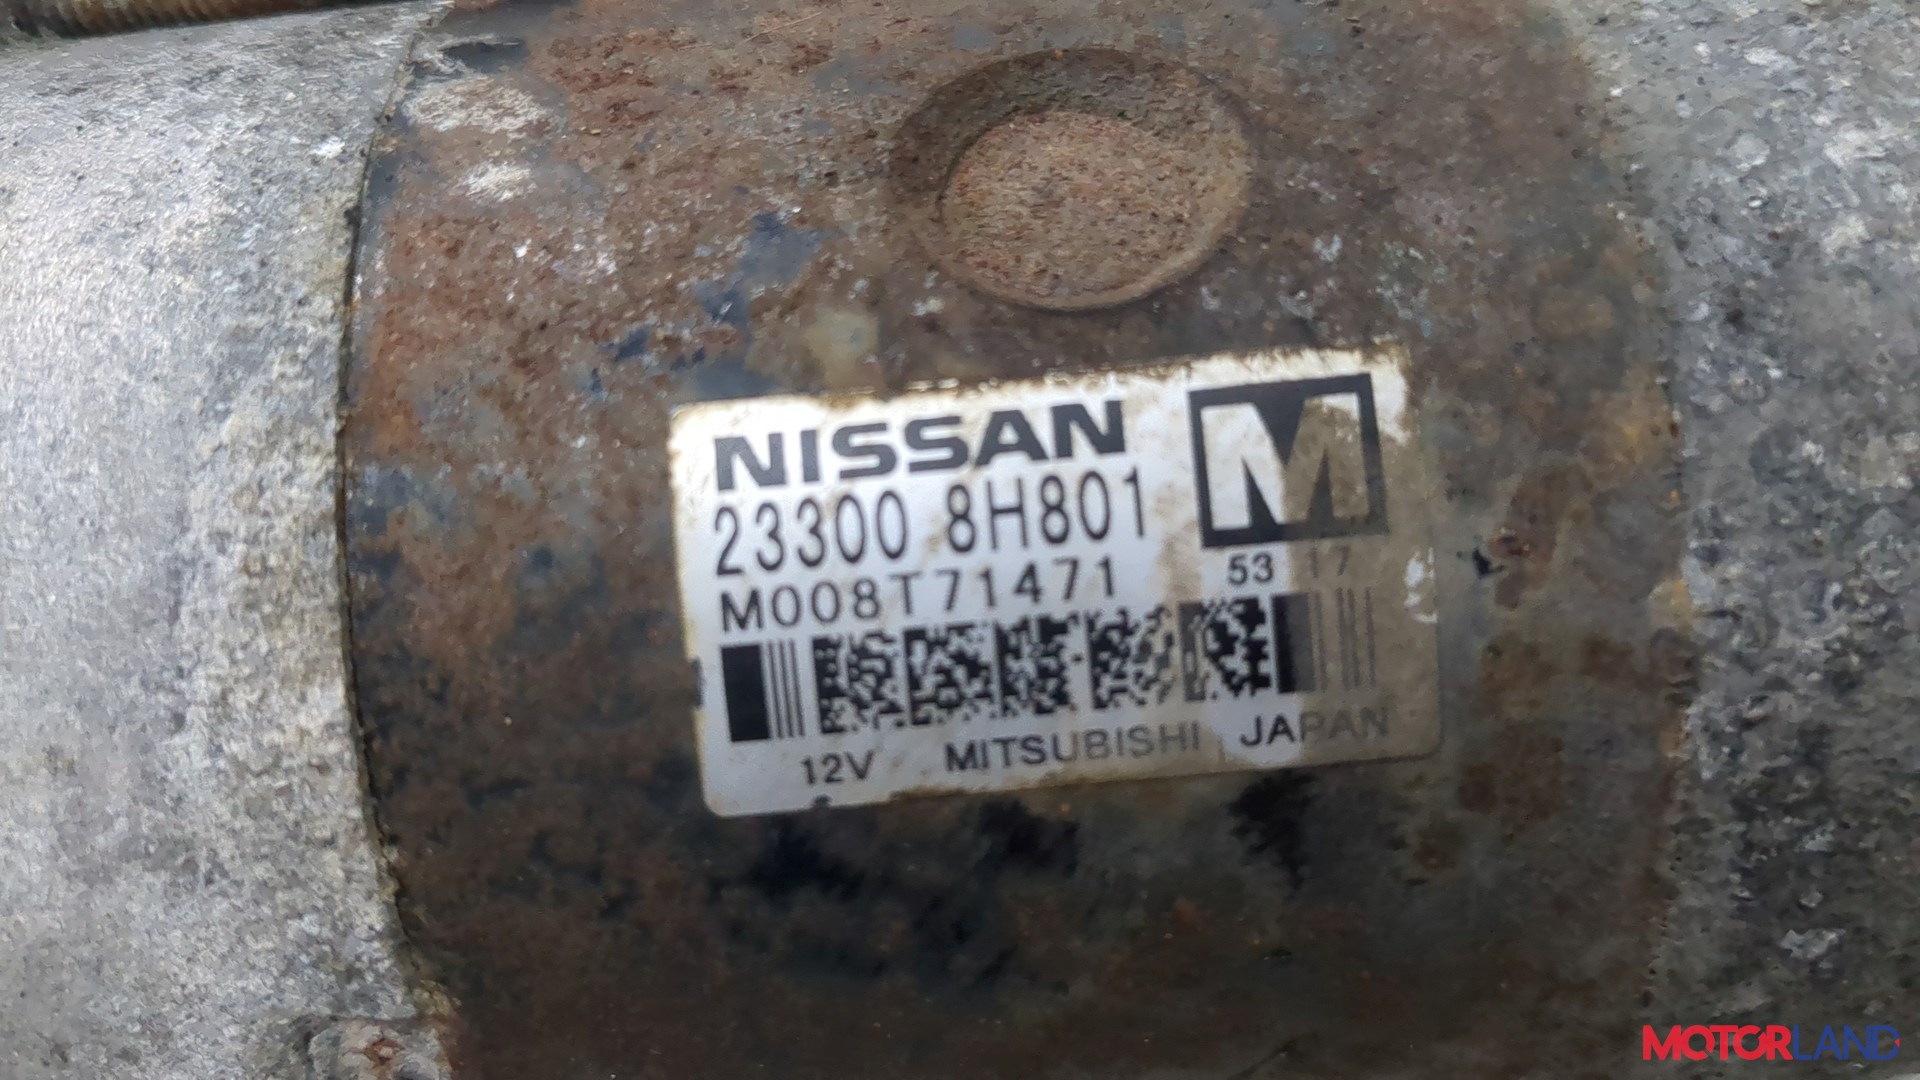 NISSAN M
23300 8H801
M008T71471 53 17
12V MITSUBISHI JAPAN
MOTORLAND